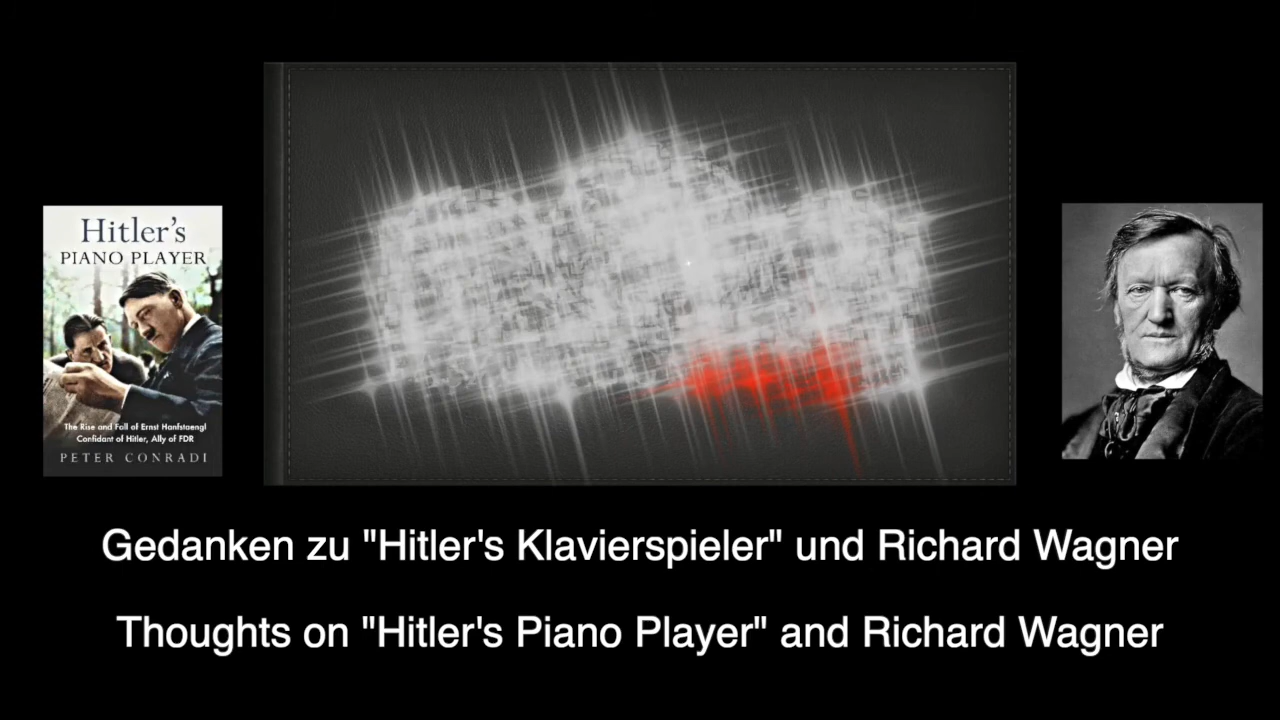 Hitler's
PIANO PLAYER
The Rise and Fall of Ernst Hanfstaengl
Confidant of Hitler, Ally of FDR
PETER CONRADI
Gedanken zu "Hitler's Klavierspieler" und Richard Wagner
Thoughts on "Hitler's Piano Player" and Richard Wagner